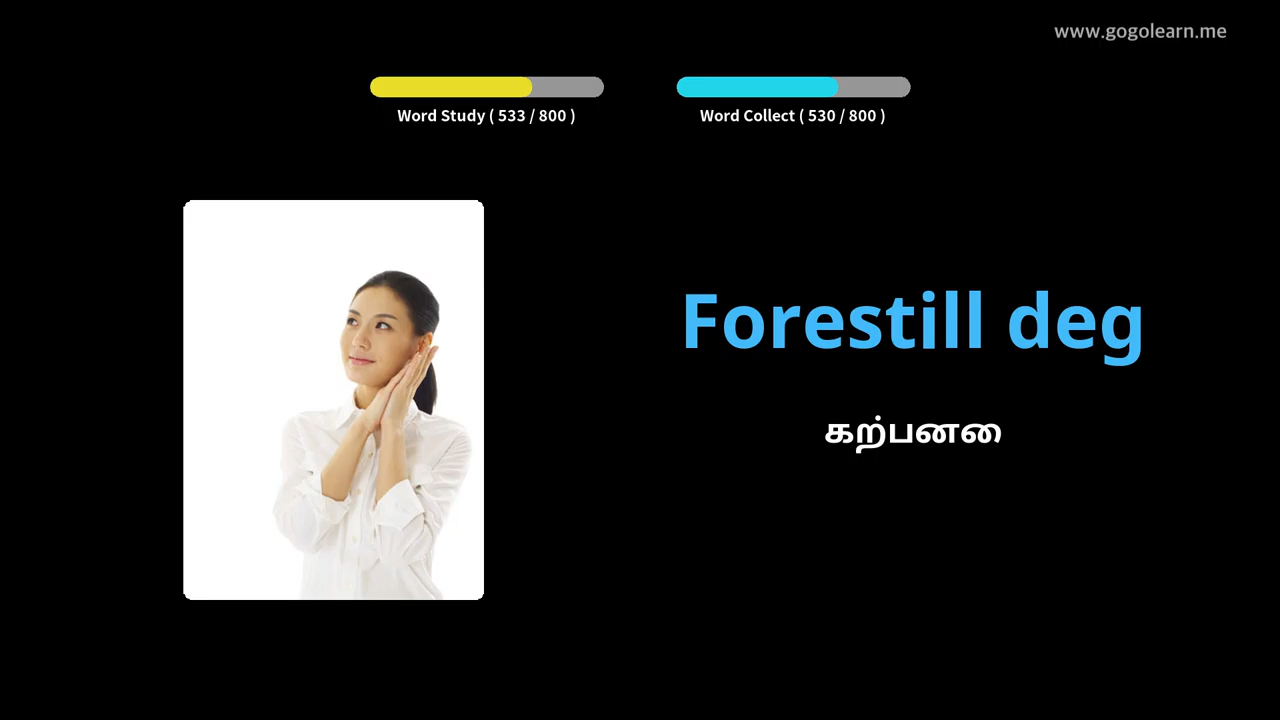 www.gogolearn.me
Word Study ( 533 / 800 )
Word Collect ( 530 / 800 )
Forestill deg
கற்பனை